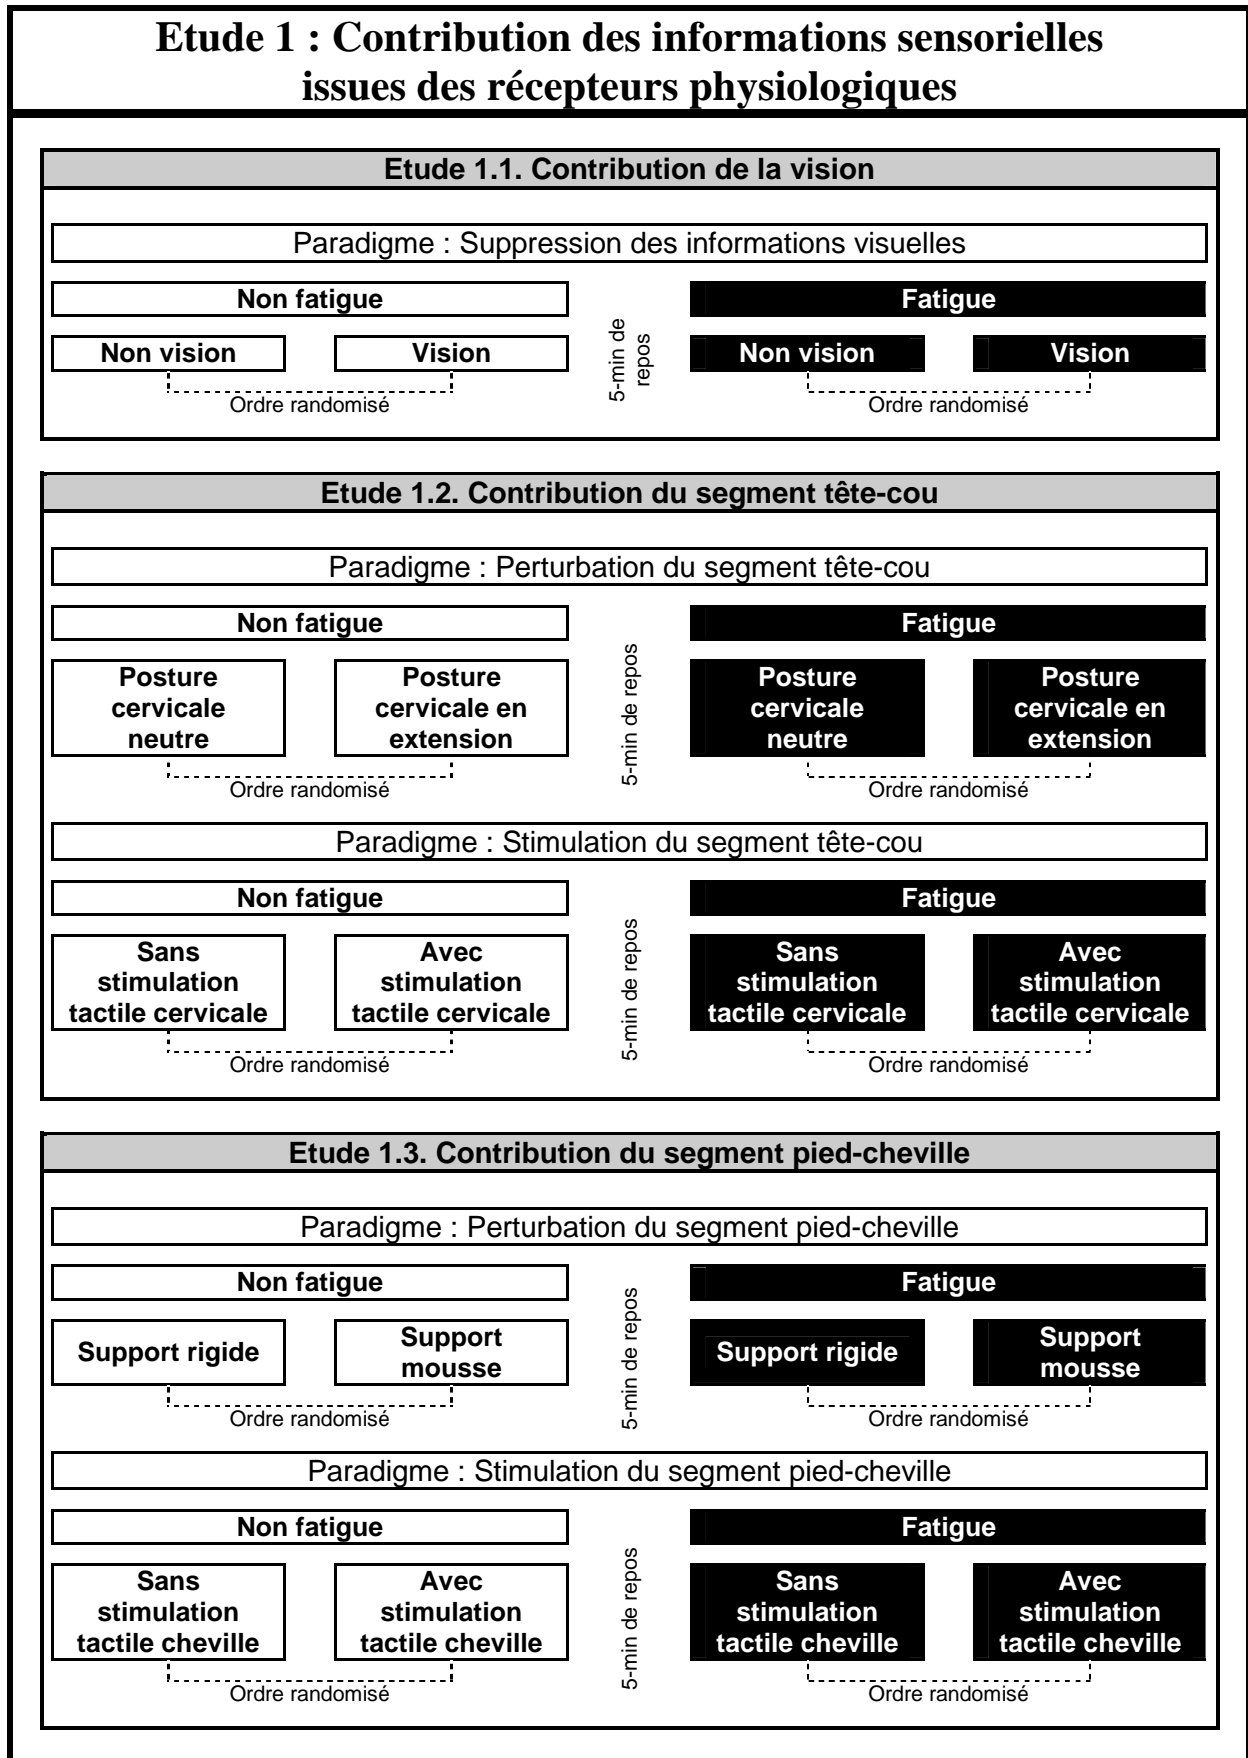 Etude 1 : Contribution des informations sensorielles
issues des récepteurs physiologiques
Etude 1.1. Contribution de la vision
Paradigme : Suppression des informations visuelles
Non fatigue
Fatigue
Non vision
Vision
5-min de
repos
Non vision
Vision
Ordre randomisé
Ordre randomisé
Etude 1.2. Contribution du segment tête-cou
Paradigme : Perturbation du segment tête-cou
Non fatigue
Fatigue
Posture
cervicale
neutre
Posture
cervicale en
extension
5-min de repos
Posture
cervicale
neutre
Posture
cervicale en
extension
Ordre randomisé
Ordre randomisé
Paradigme : Stimulation du segment tête-cou
Non fatigue
Fatigue
Sans
stimulation
tactile cervicale
Avec
stimulation
tactile cervicale
5-min de repos
Sans
stimulation
tactile cervicale
Avec
stimulation
tactile cervicale
Ordre randomisé
Ordre randomisé
Etude 1.3. Contribution du segment pied-cheville
Paradigme : Perturbation du segment pied-cheville
Non fatigue
Fatigue
Support rigide
Support
mousse
5-min de repos
Support rigide
Support
mousse
Ordre randomisé
Ordre randomisé
Paradigme : Stimulation du segment pied-cheville
Non fatigue
Fatigue
Sans
stimulation
tactile cheville
Avec
stimulation
tactile cheville
5-min de repos
Sans
stimulation
tactile cheville
Avec
stimulation
tactile cheville
Ordre randomisé
Ordre randomisé